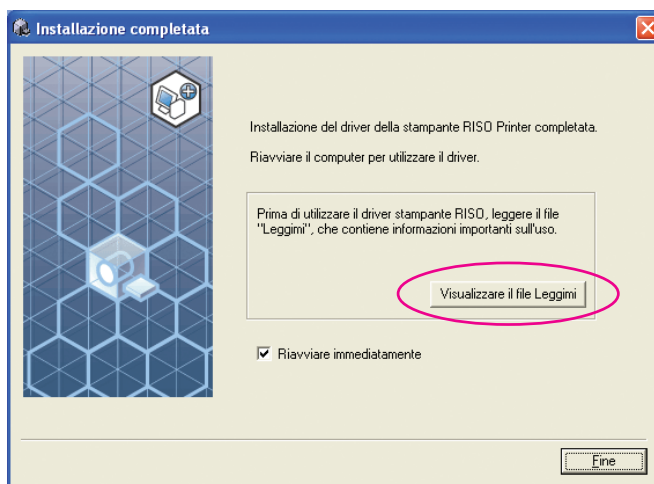 Installazione completata
Installazione del driver della stampante RISO Printer completata.
Riavviare il computer per utilizzare il driver.
Prima di utilizzare il driver stampante RISO, leggere il file
"Leggimi", che contiene informazioni importanti sull'uso.
Visualizzare il file Leggimi
Riavviare immediatamente
Fine